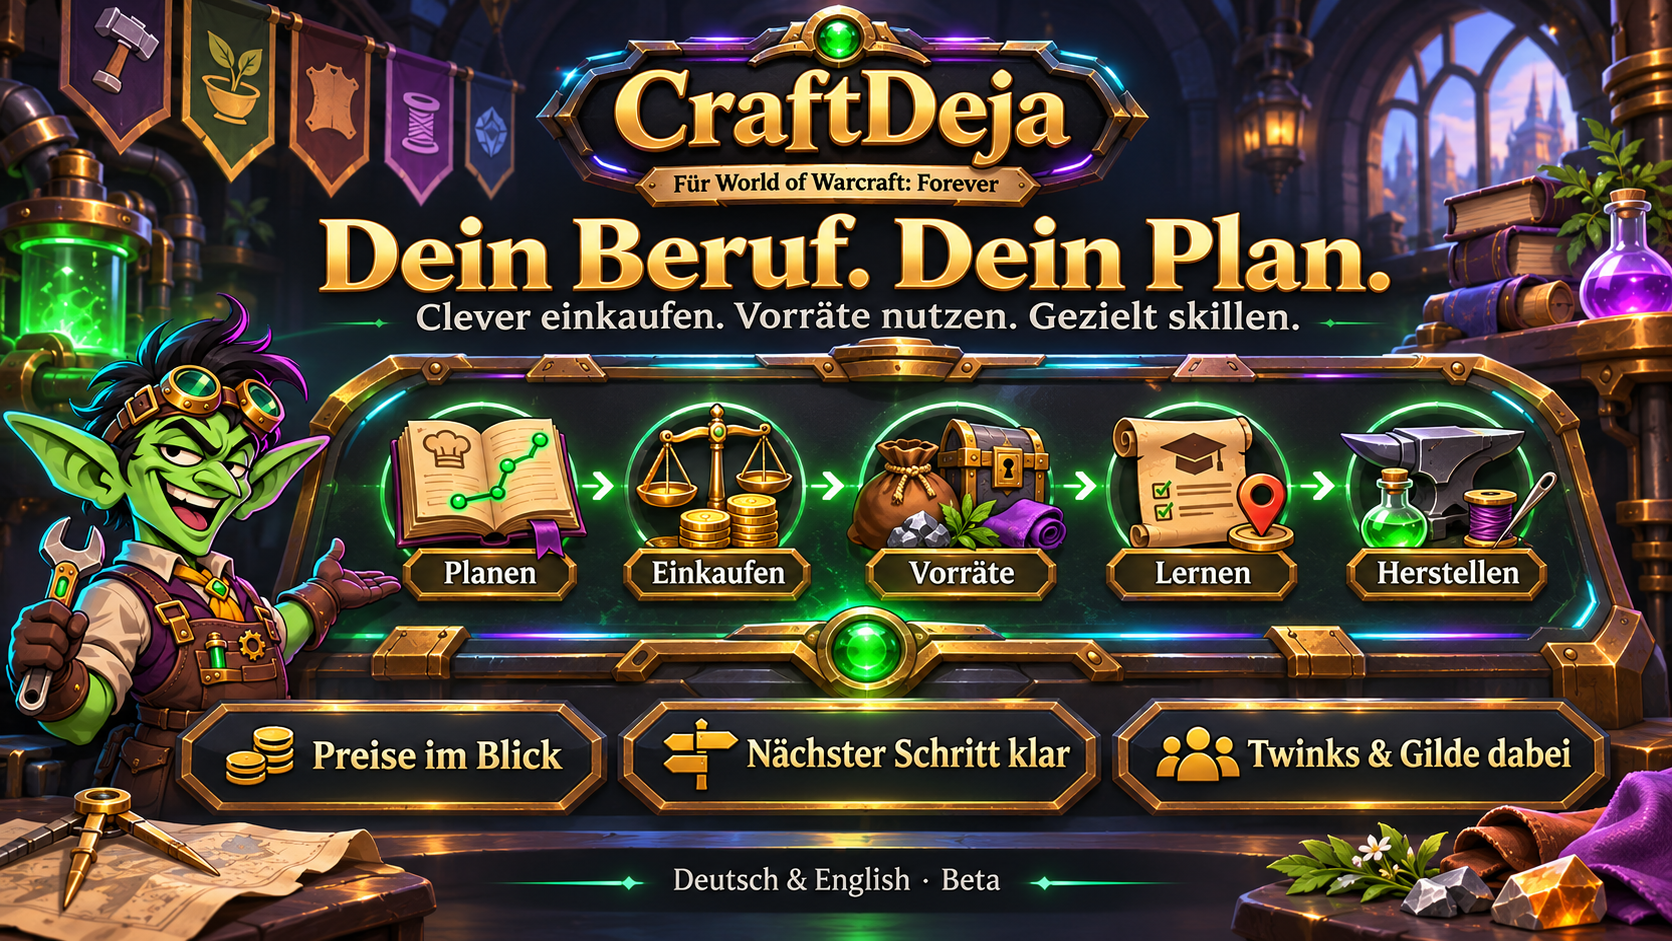 CraftDeja
Für World of Warcraft: Forever
Dein Beruf. Dein Plan.
Clever einkaufen. Vorräte nutzen. Gezielt skillen.
Planen
Einkaufen
Vorräte
Lernen
Herstellen
Preise im Blick
Nächster Schritt klar
Twinks & Gilde dabei
Deutsch & English · Beta